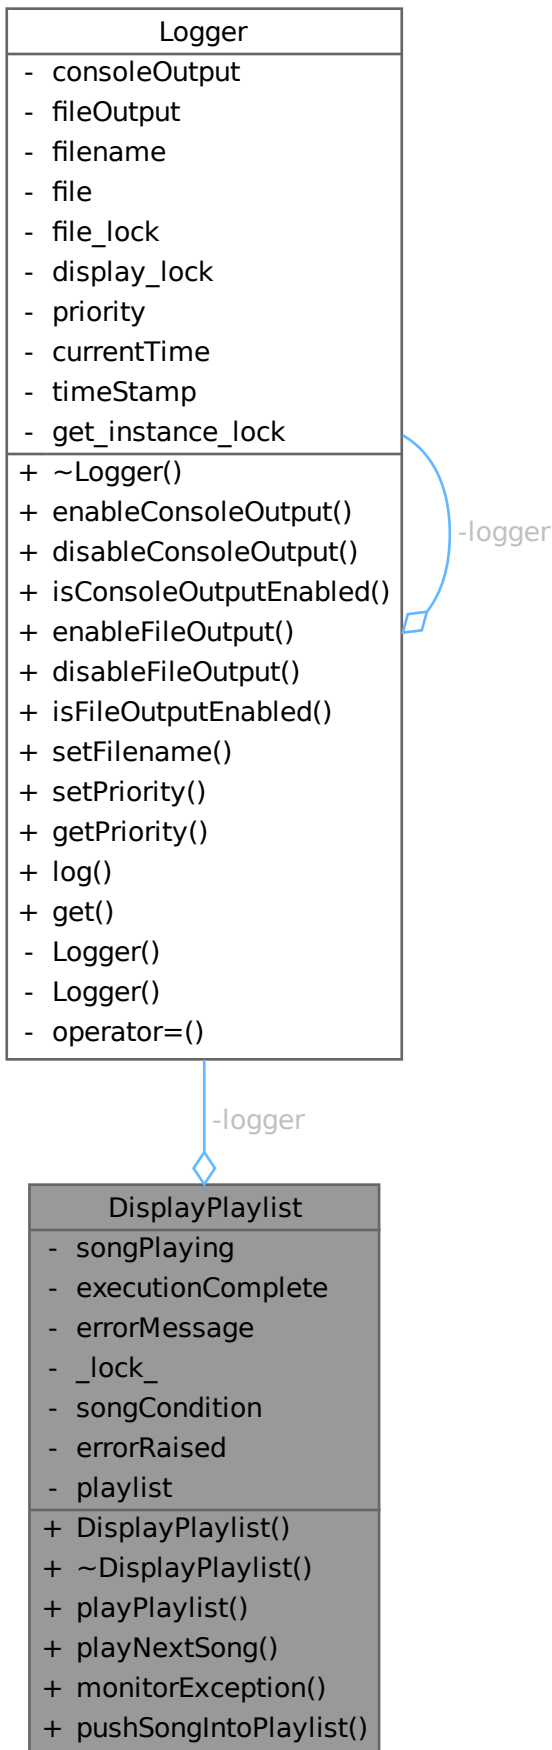 Logger
- consoleOutput
- fileOutput
- filename
- file
- file_lock
- display_lock
- priority
- currentTime
- timeStamp
- get_instance_lock
+ ~Logger()
+ enableConsoleOutput()
+ disableConsoleOutput()
+ isConsoleOutputEnabled()
+ enableFileOutput()
+ disableFileOutput()
+ isFileOutputEnabled()
+ setFilename()
+ setPriority()
+ getPriority()
+ log()
+ get()
- Logger()
- Logger()
- operator=()
-logger
-logger
DisplayPlaylist
- songPlaying
- executionComplete
- errorMessage
- _lock_
- songCondition
- errorRaised
- playlist
+ DisplayPlaylist()
+ ~DisplayPlaylist()
+ playPlaylist()
+ playNextSong()
+ monitorException()
+ pushSongIntoPlaylist()